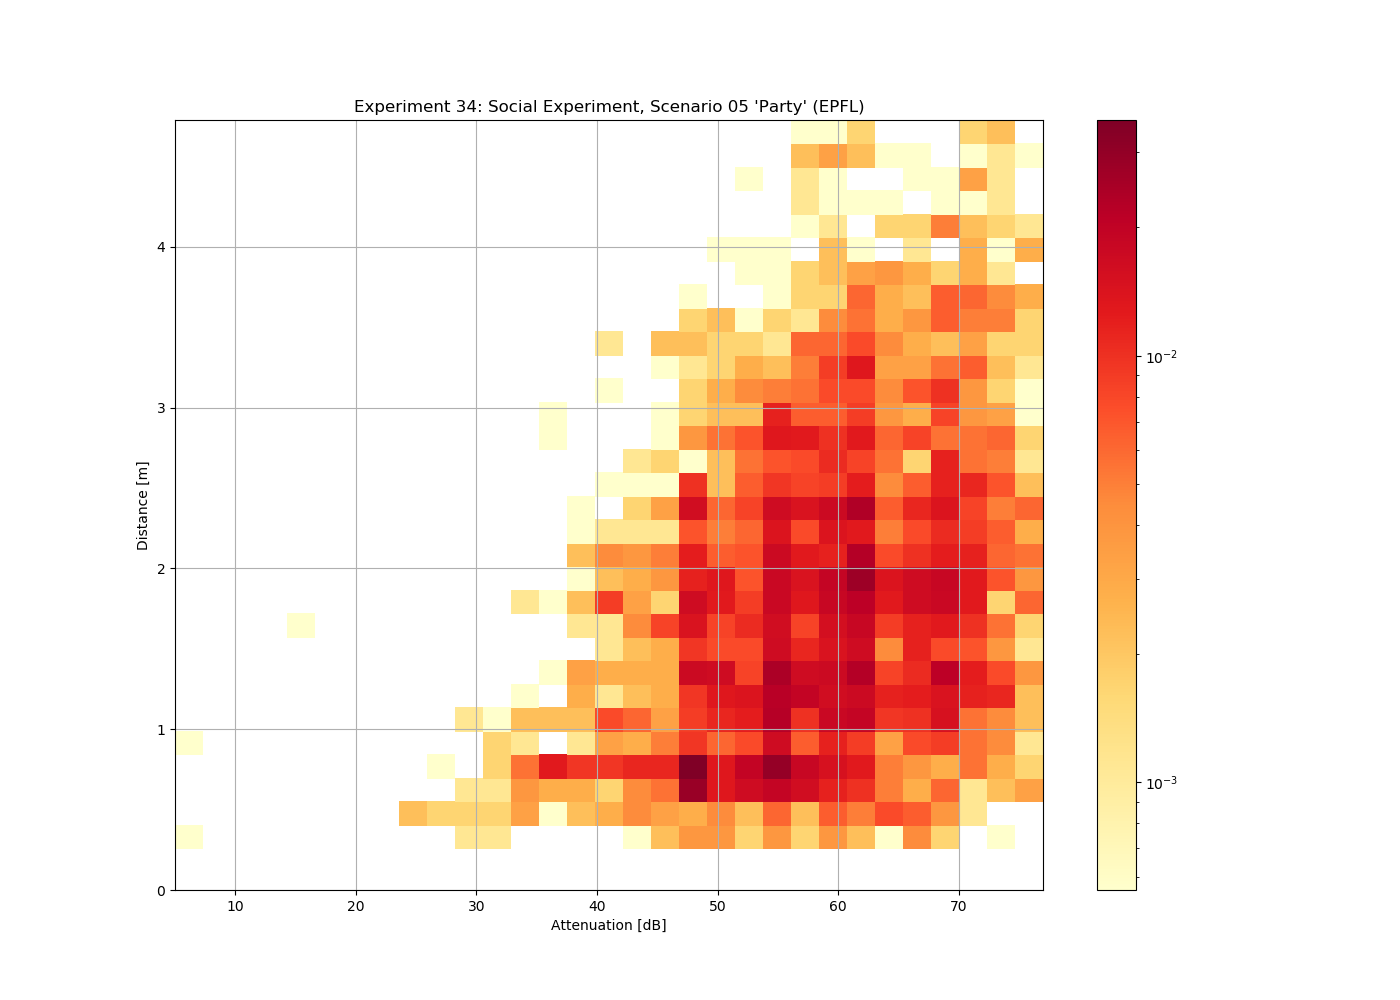 Experiment 34: Social Experiment, Scenario 05 'Party' (EPFL)
4
3
2
1
0
Distance [m]
10 20 30 40 50 60 70
Attenuation [dB]
10^-2
10^-3